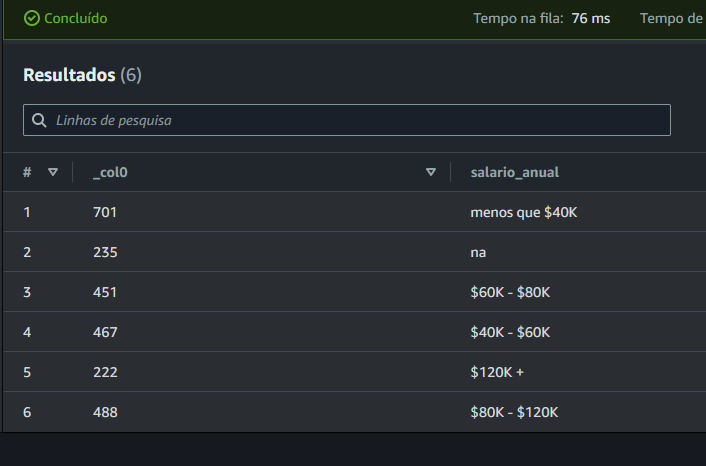 Concluído Tempo na fila: 76 ms Tempo de
Resultados (6)
Linhas de pesquisa
# _col0 salario_anual
1 701 menos que $40K
2 235 na
3 451 $60K - $80K
4 467 $40K - $60K
5 222 $120K +
6 488 $80K - $120K